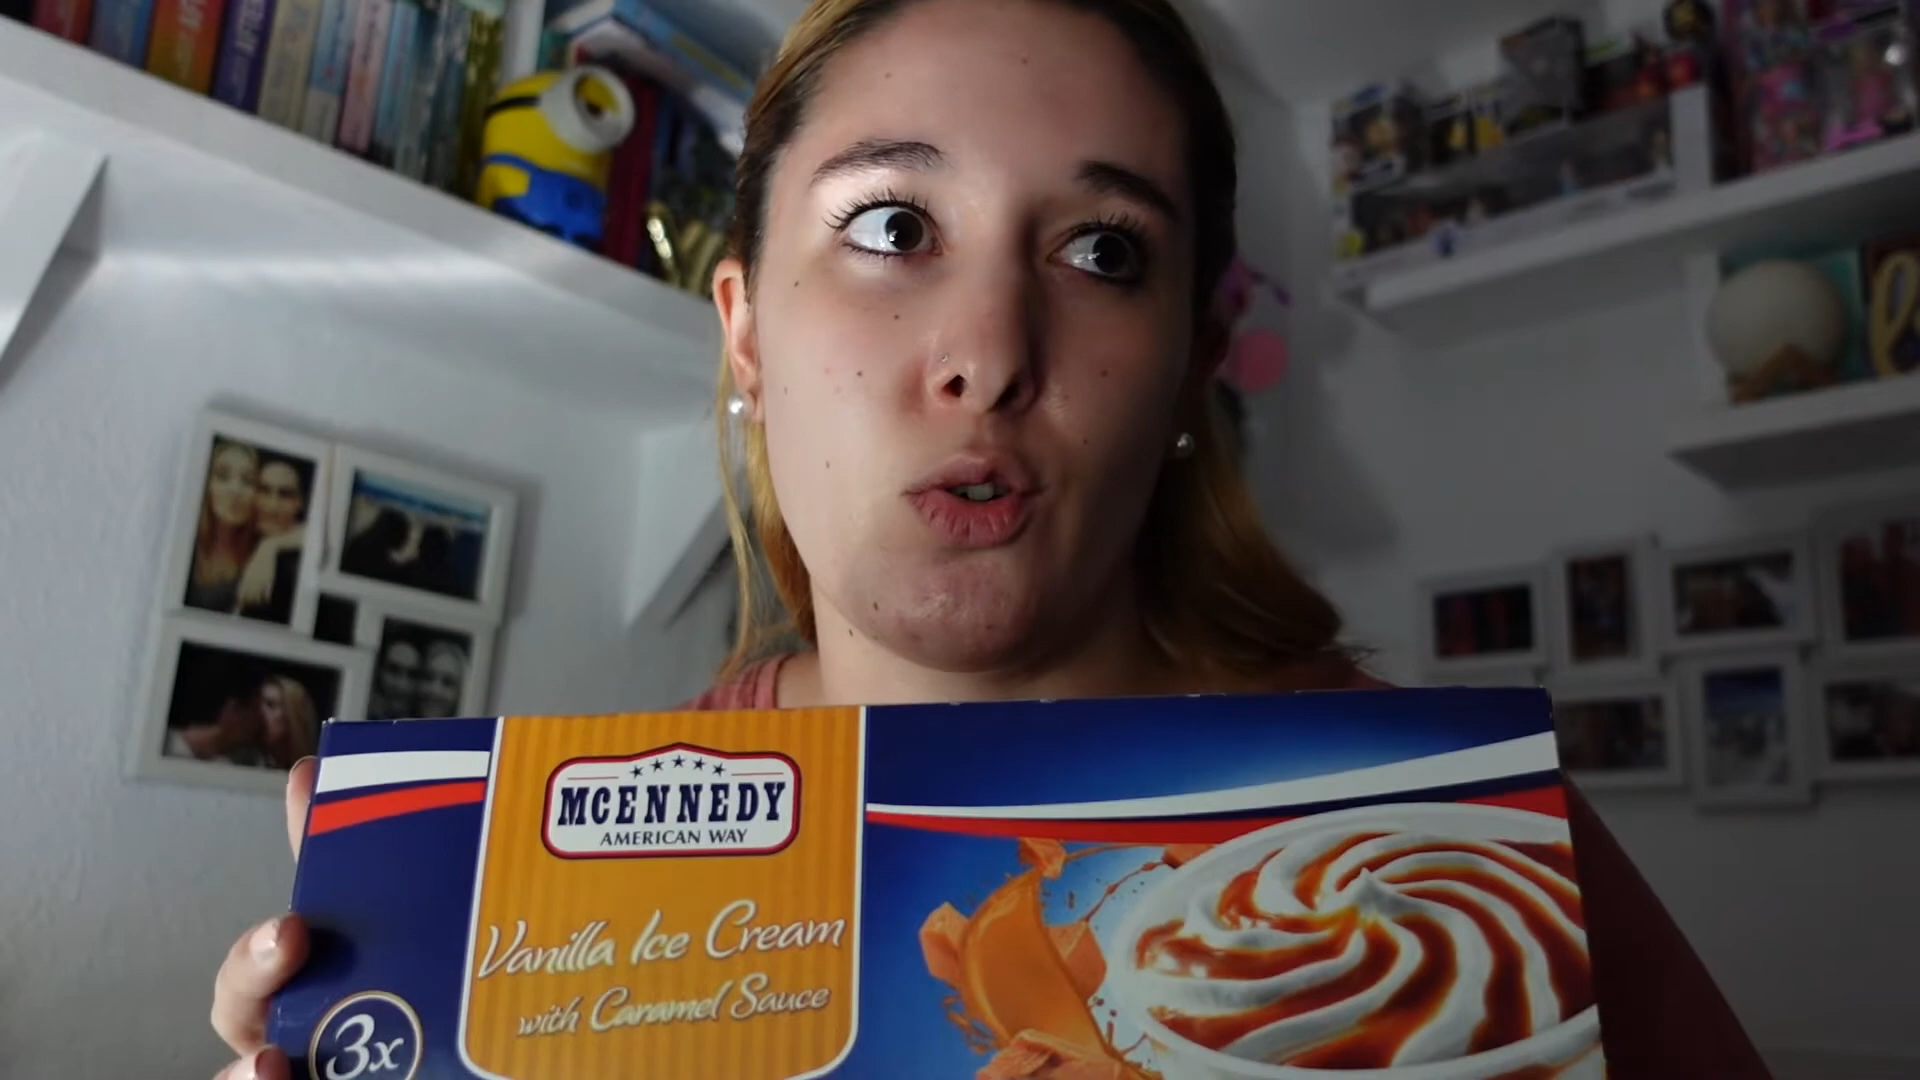 MCENNEDY
AMERICAN WAY
Vanilla Ice Cream
with Caramel Sauce
3x